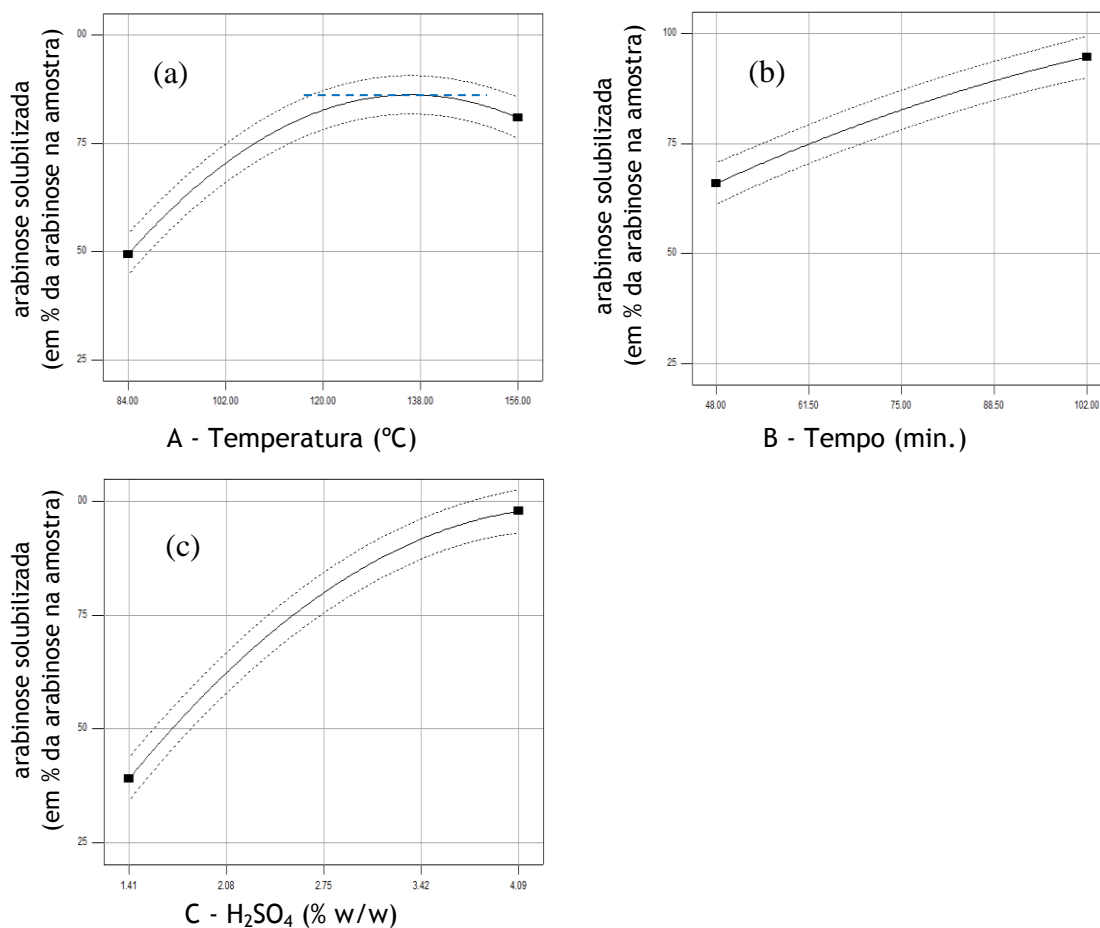 arabinose solubilizada
(em % da arabinose na amostra)
00
75
50
25
(a)
84.00 102.00 120.00 138.00 156.00
A - Temperatura (ºC)
arabinose solubilizada
(em % da arabinose na amostra)
100
75
50
25
(b)
48.00 61.50 75.00 88.50 102.00
B - Tempo (min.)
arabinose solubilizada
(em % da arabinose na amostra)
00
75
50
25
(c)
1.41 2.08 2.75 3.42 4.09
C - H₂SO₄ (% w/w)